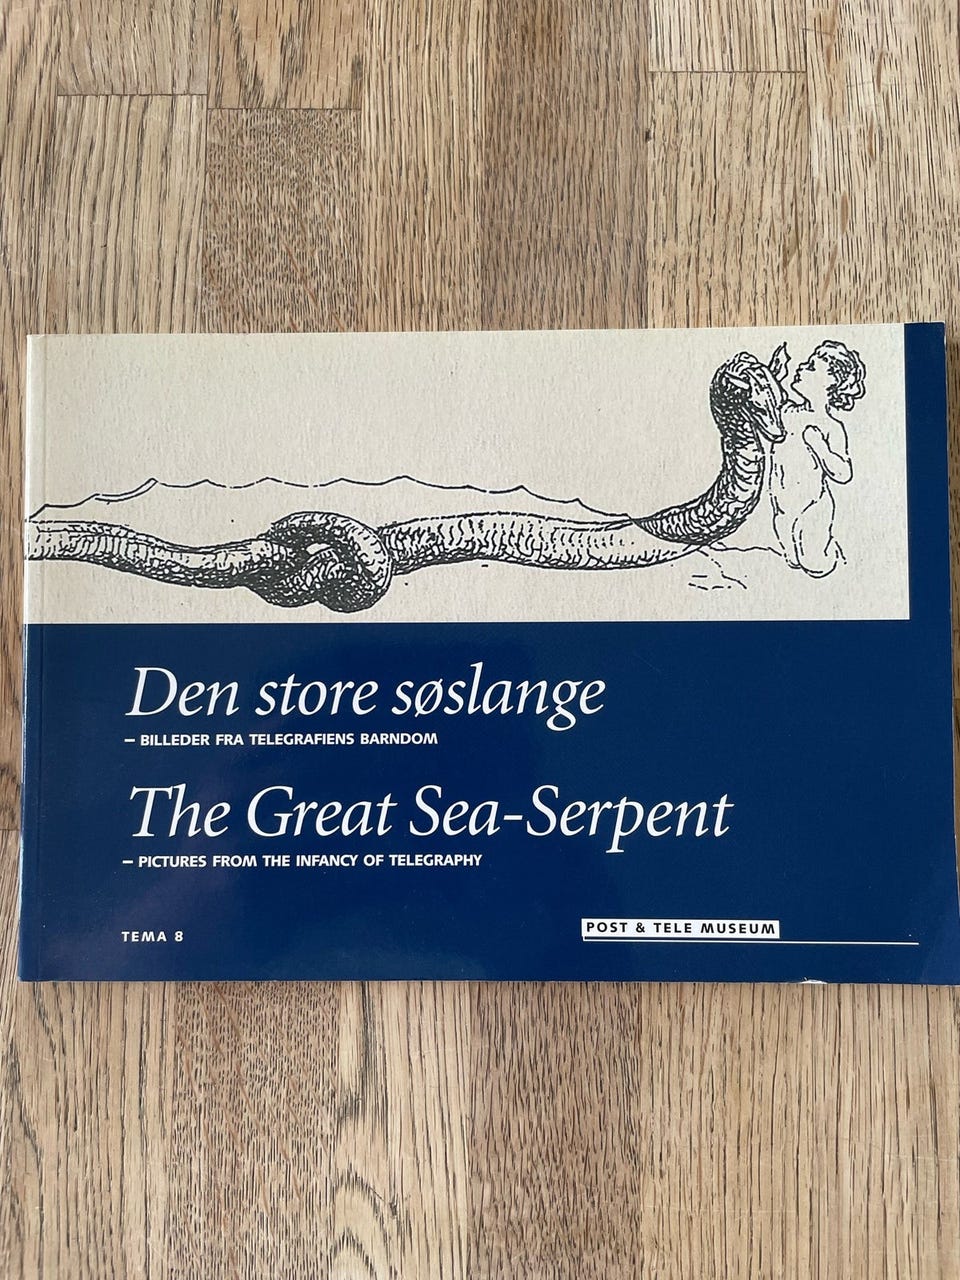 Den store søslange
– BILLEDER FRA TELEGRAFIENS BARNDOM
The Great Sea-Serpent
– PICTURES FROM THE INFANCY OF TELEGRAPHY
TEMA 8
POST & TELE MUSEUM